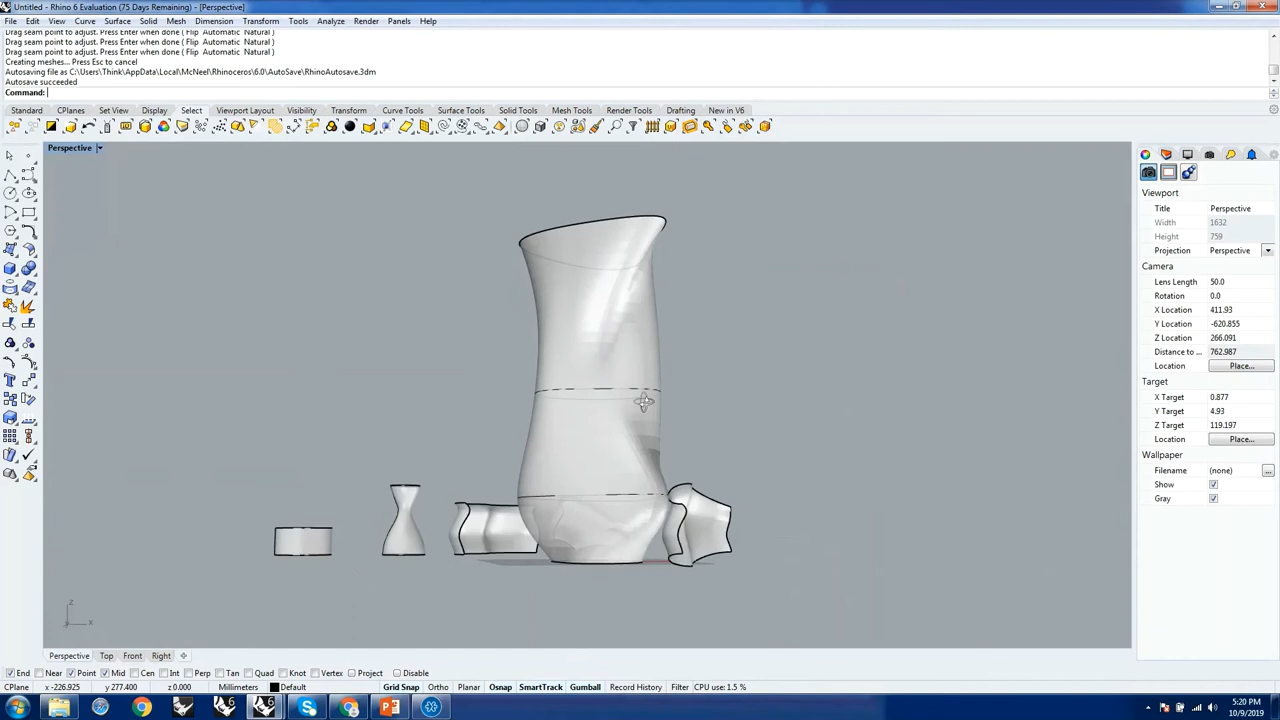 Untitled - Rhino 6 Evaluation (75 Days Remaining) - [Perspective]
File Edit View Curve Surface Solid Mesh Dimension Transform Tools Analyze Render Panels Help
Drag seam point to adjust. Press Enter when done ( Flip Automatic Natural )
Drag seam point to adjust. Press Enter when done ( Flip Automatic Natural )
Drag seam point to adjust. Press Enter when done ( Flip Automatic Natural )
Creating meshes... Press Esc to cancel
Autosaving file as C:\Users\Think\AppData\Local\McNeel\Rhinoceros\6.0\AutoSave\RhinoAutosave.3dm
Autosave succeeded
Command:
Standard CPlanes Set View Display Select Viewport Layout Visibility Transform Curve Tools Surface Tools Solid Tools Mesh Tools Render Tools Drafting New in V6
Perspective
Viewport
Title Perspective
Width 1632
Height 759
Projection Perspective
Camera
Lens Length 50.0
Rotation 0.0
X Location 411.93
Y Location -620.855
Z Location 266.091
Distance to ... 762.987
Location Place...
Target
X Target 0.877
Y Target 4.93
Z Target 119.197
Location Place...
Wallpaper
Filename (none) ...
Show
Gray
z
x
Perspective Top Front Right
End Near Point Mid Cen Int Perp Tan Quad Knot Vertex Project Disable
CPlane x -226.925 y 277.400 z 0.000 Millimeters Default Grid Snap Ortho Planar Osnap SmartTrack Gumball Record History Filter CPU use: 1.5 %
5:20 PM
10/9/2019